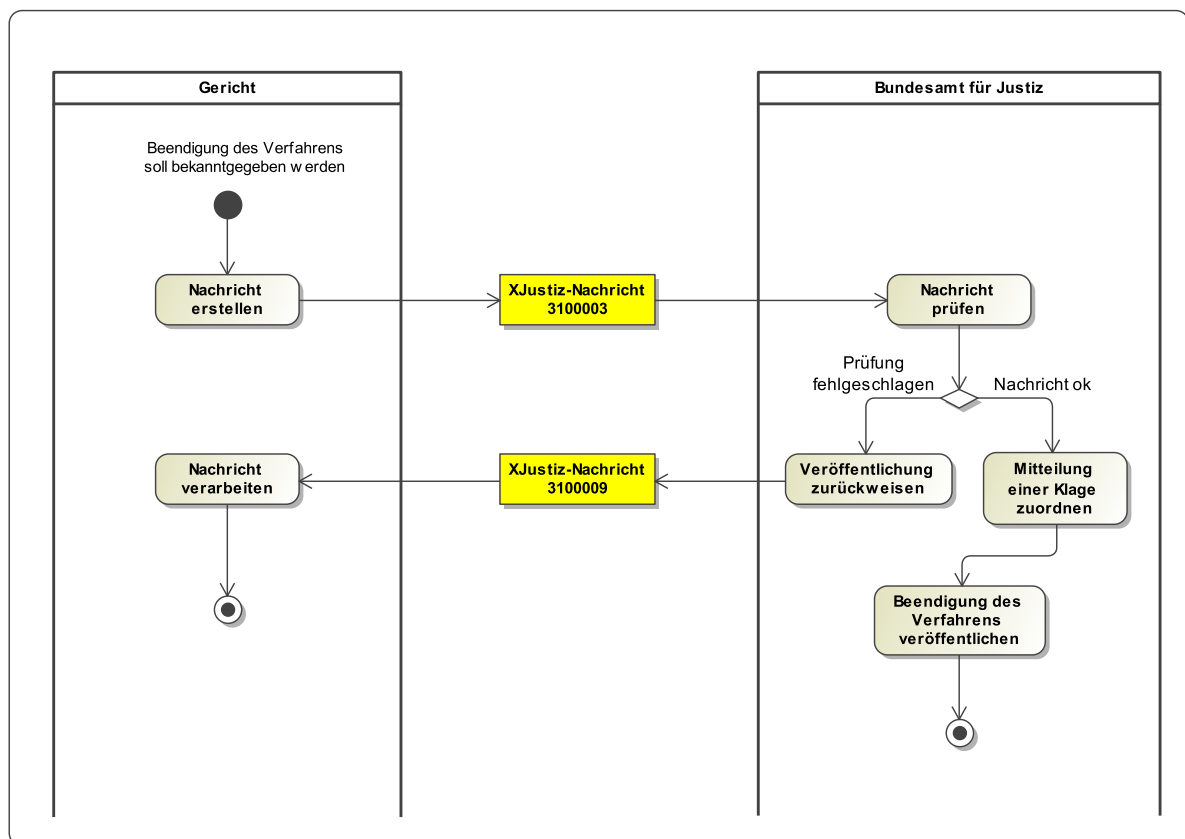 Gericht
Bundesamt für Justiz
Beendigung des Verfahrens
soll bekanntgegeben werden
Nachricht
erstellen
XJustiz-Nachricht
3100003
Nachricht
prüfen
Prüfung
fehlgeschlagen
Nachricht ok
Nachricht
verarbeiten
XJustiz-Nachricht
3100009
Veröffentlichung
zurückweisen
Mitteilung
einer Klage
zuordnen
Beendigung des
Verfahrens
veröffentlichen